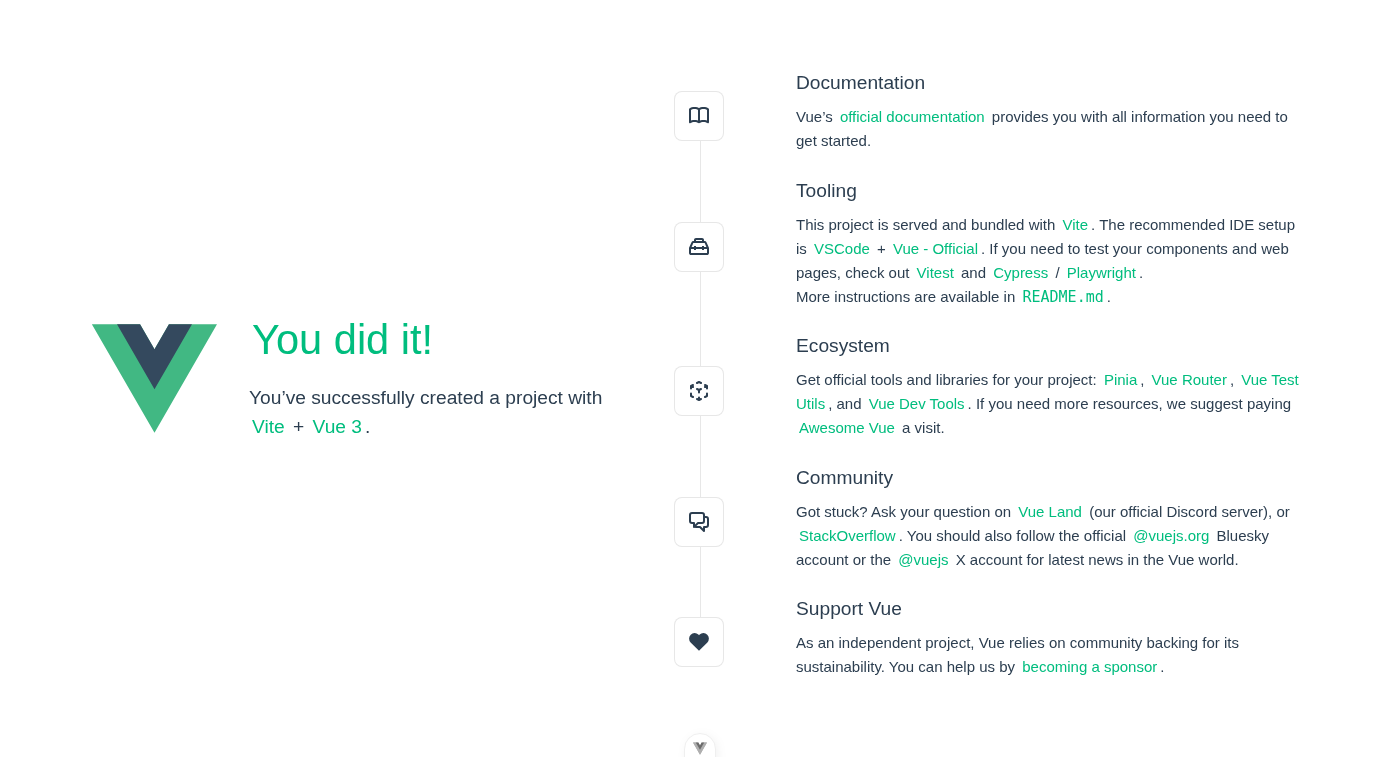 You did it!
You’ve successfully created a project with
Vite + Vue 3.
Documentation
Vue’s official documentation provides you with all information you need to
get started.
Tooling
This project is served and bundled with Vite. The recommended IDE setup
is VSCode + Vue - Official. If you need to test your components and web
pages, check out Vitest and Cypress / Playwright.
More instructions are available in README.md.
Ecosystem
Get official tools and libraries for your project: Pinia, Vue Router, Vue Test
Utils, and Vue Dev Tools. If you need more resources, we suggest paying
Awesome Vue a visit.
Community
Got stuck? Ask your question on Vue Land (our official Discord server), or
StackOverflow. You should also follow the official @vuejs.org Bluesky
account or the @vuejs X account for latest news in the Vue world.
Support Vue
As an independent project, Vue relies on community backing for its
sustainability. You can help us by becoming a sponsor.